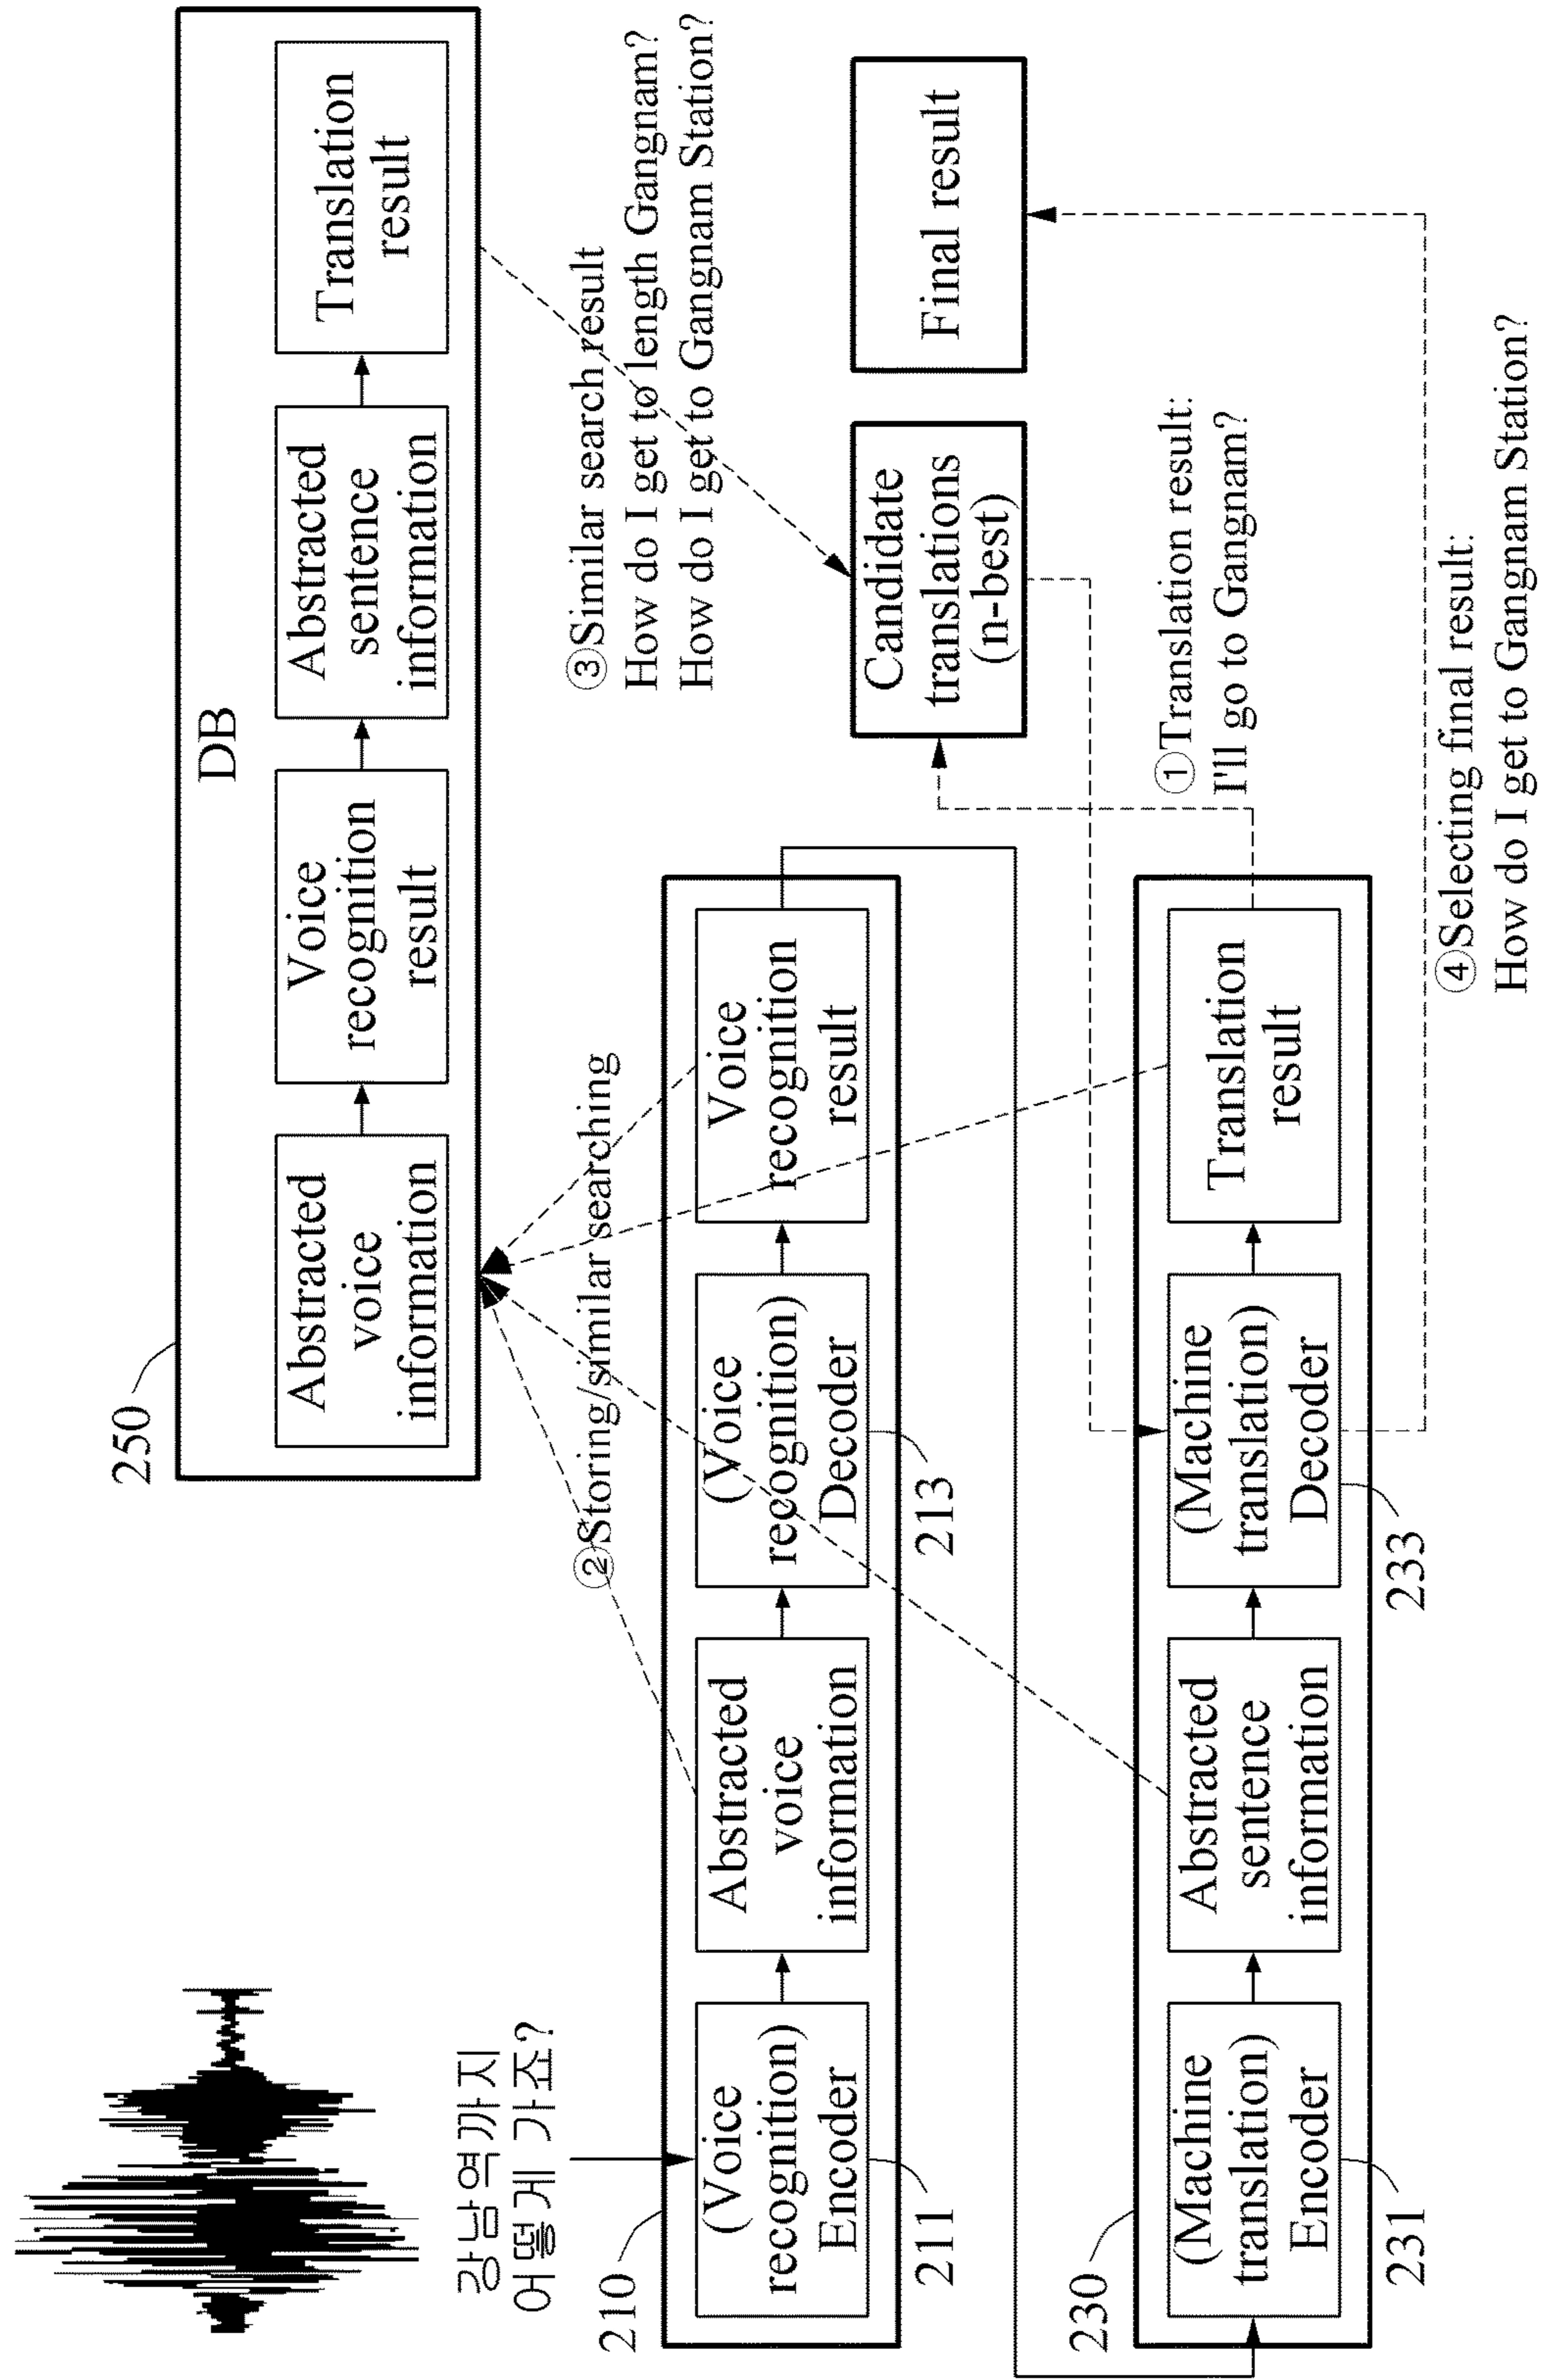 강남역까지
어떻게 가죠?
250
DB
Abstracted
voice
information
Voice
recognition
result
Abstracted
sentence
information
Translation
result
②Storing/similar searching
③Similar search result
How do I get to length Gangnam?
How do I get to Gangnam Station?
210
(Voice
recognition)
Encoder
211
Abstracted
voice
information
(Voice
recognition)
Decoder
213
Voice
recognition
result
Candidate
translations
(n-best)
Final result
230
(Machine
translation)
Encoder
231
Abstracted
sentence
information
(Machine
translation)
Decoder
233
Translation
result
①Translation result:
I'll go to Gangnam?
④Selecting final result:
How do I get to Gangnam Station?